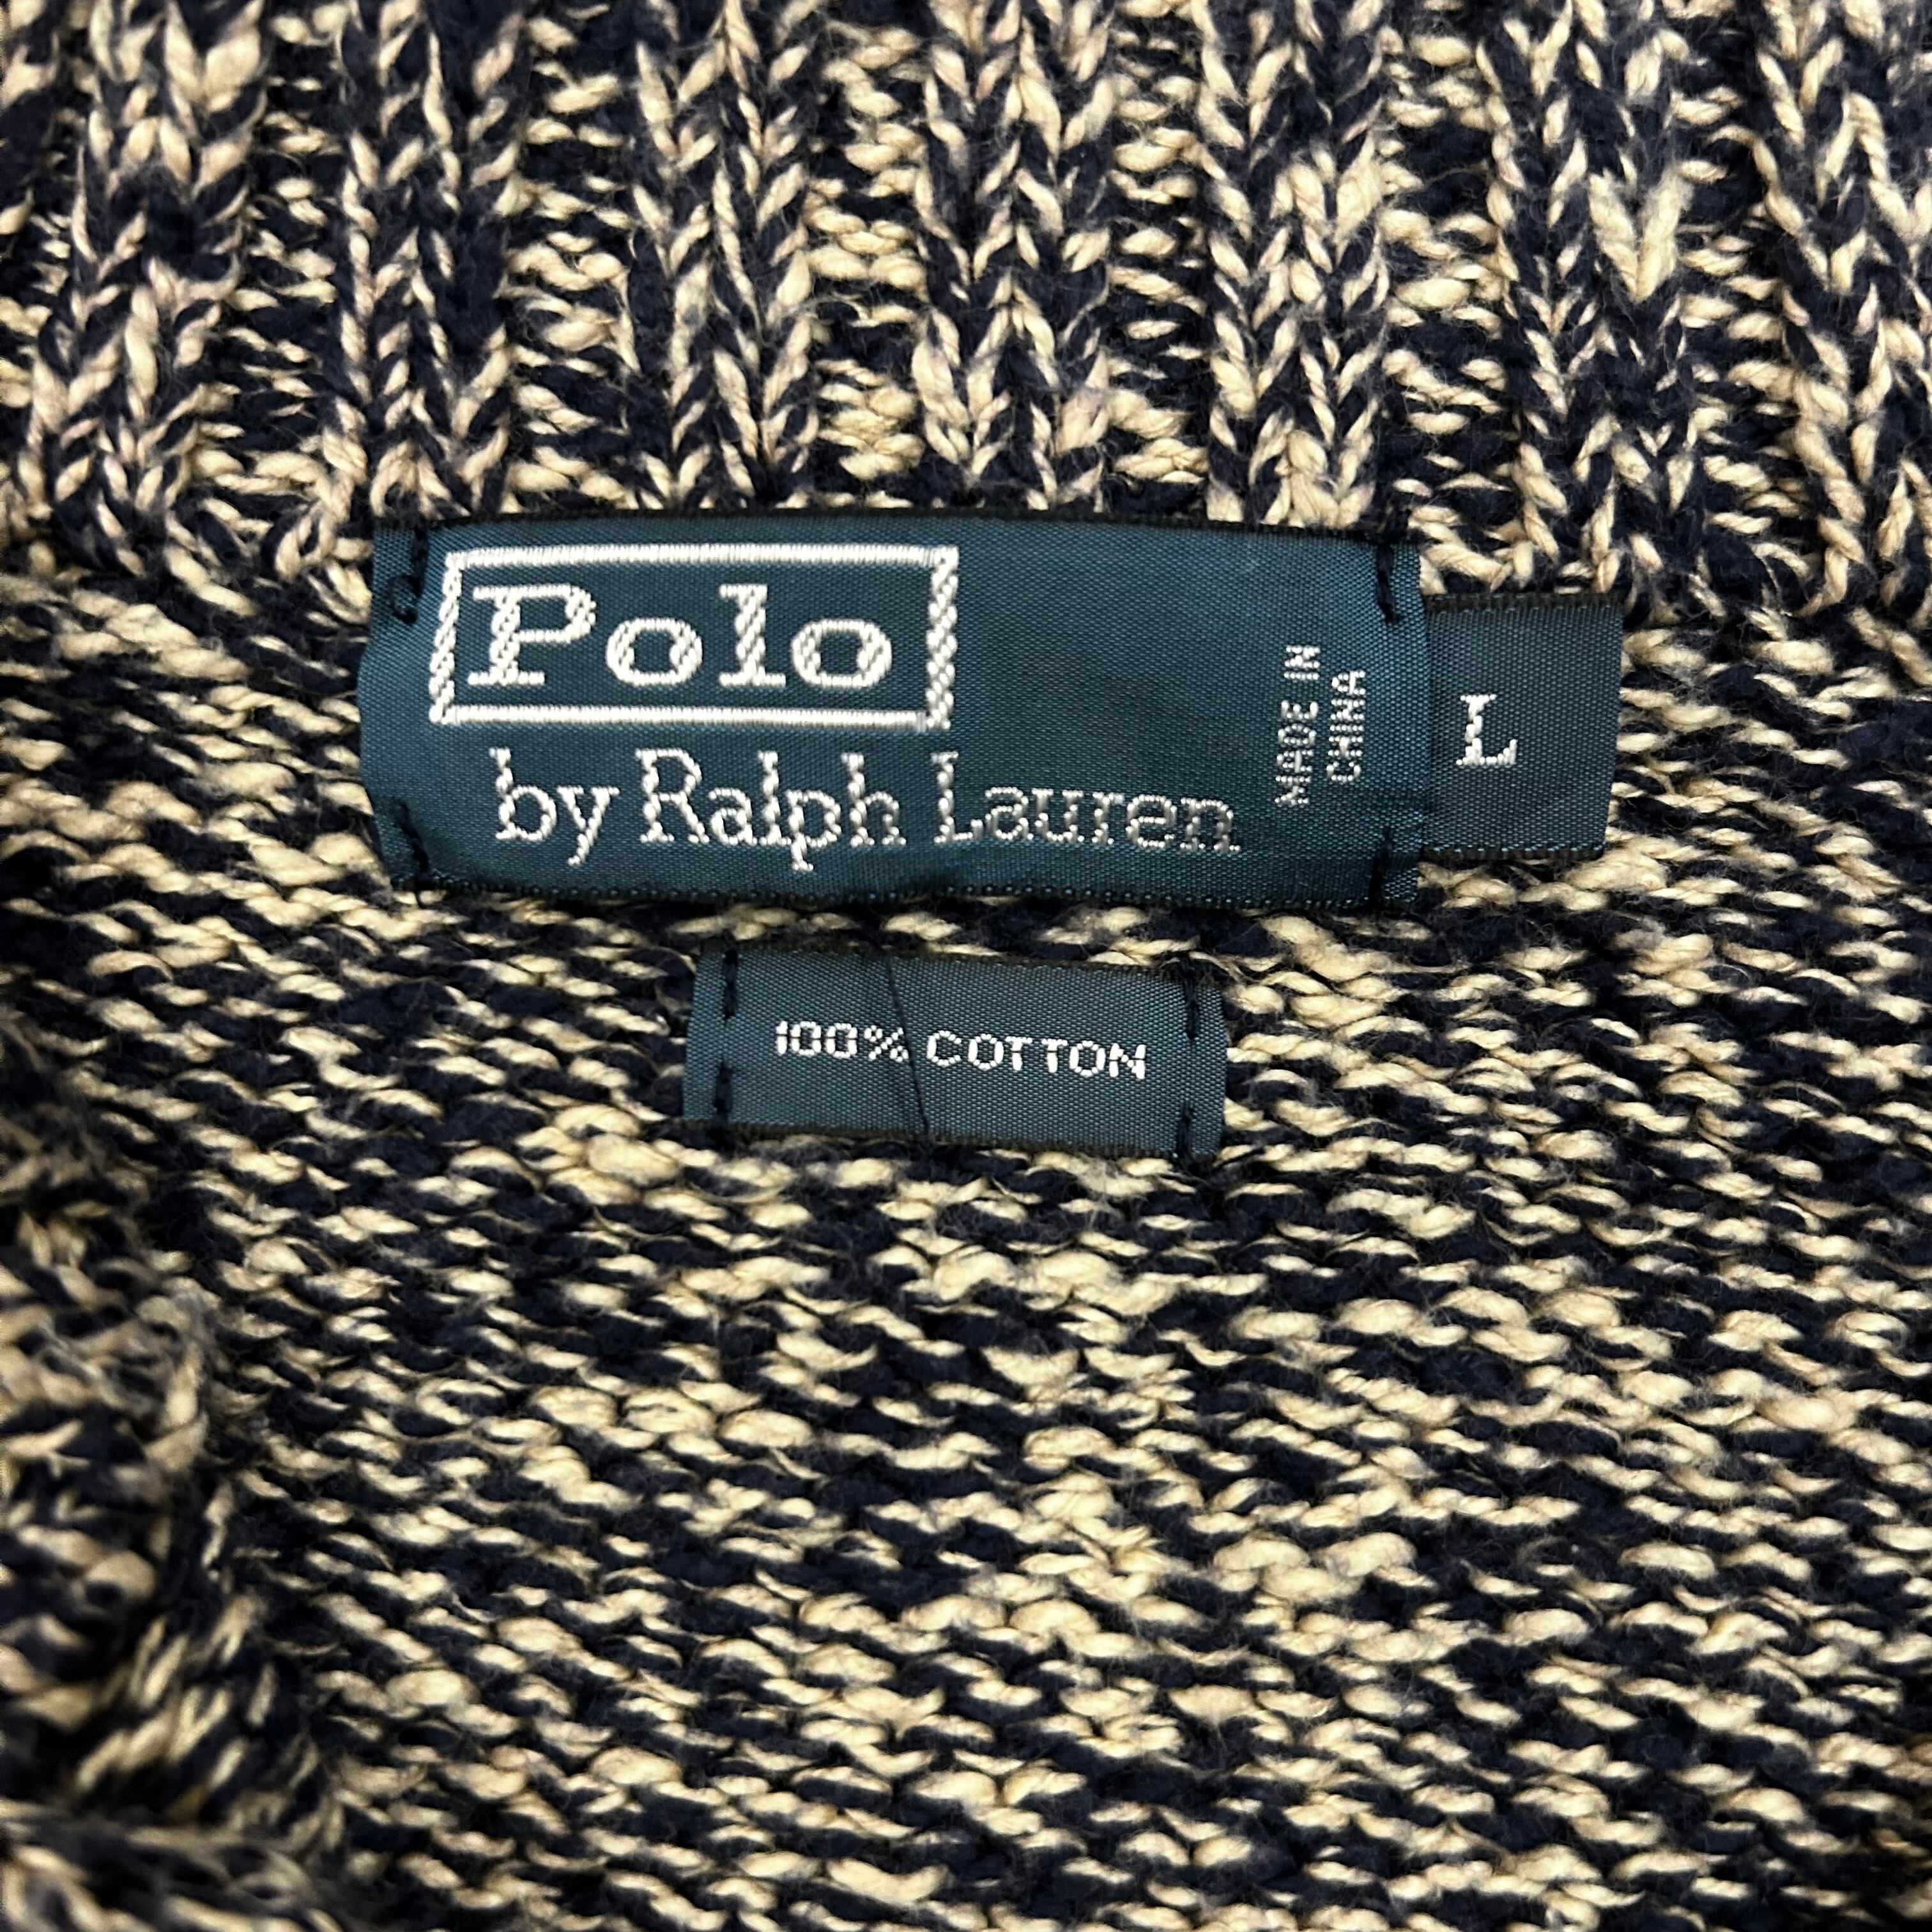 Polo
by Ralph Lauren
MADE IN
CHINA
L
100% COTTON